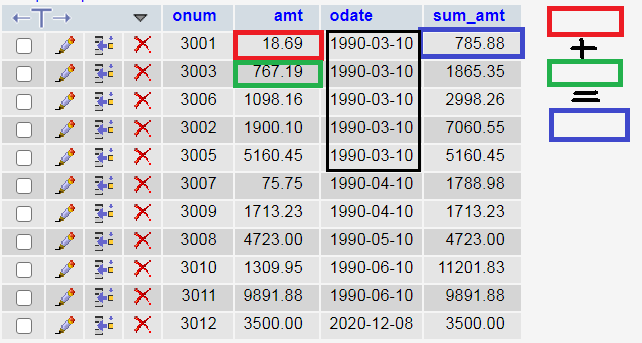 onum amt odate sum_amt
3001 18.69 1990-03-10 785.88
+
3003 767.19 1990-03-10 1865.35
=
3006 1098.16 1990-03-10 2998.26
3002 1900.10 1990-03-10 7060.55
3005 5160.45 1990-03-10 5160.45
3007 75.75 1990-04-10 1788.98
3009 1713.23 1990-04-10 1713.23
3008 4723.00 1990-05-10 4723.00
3010 1309.95 1990-06-10 11201.83
3011 9891.88 1990-06-10 9891.88
3012 3500.00 2020-12-08 3500.00